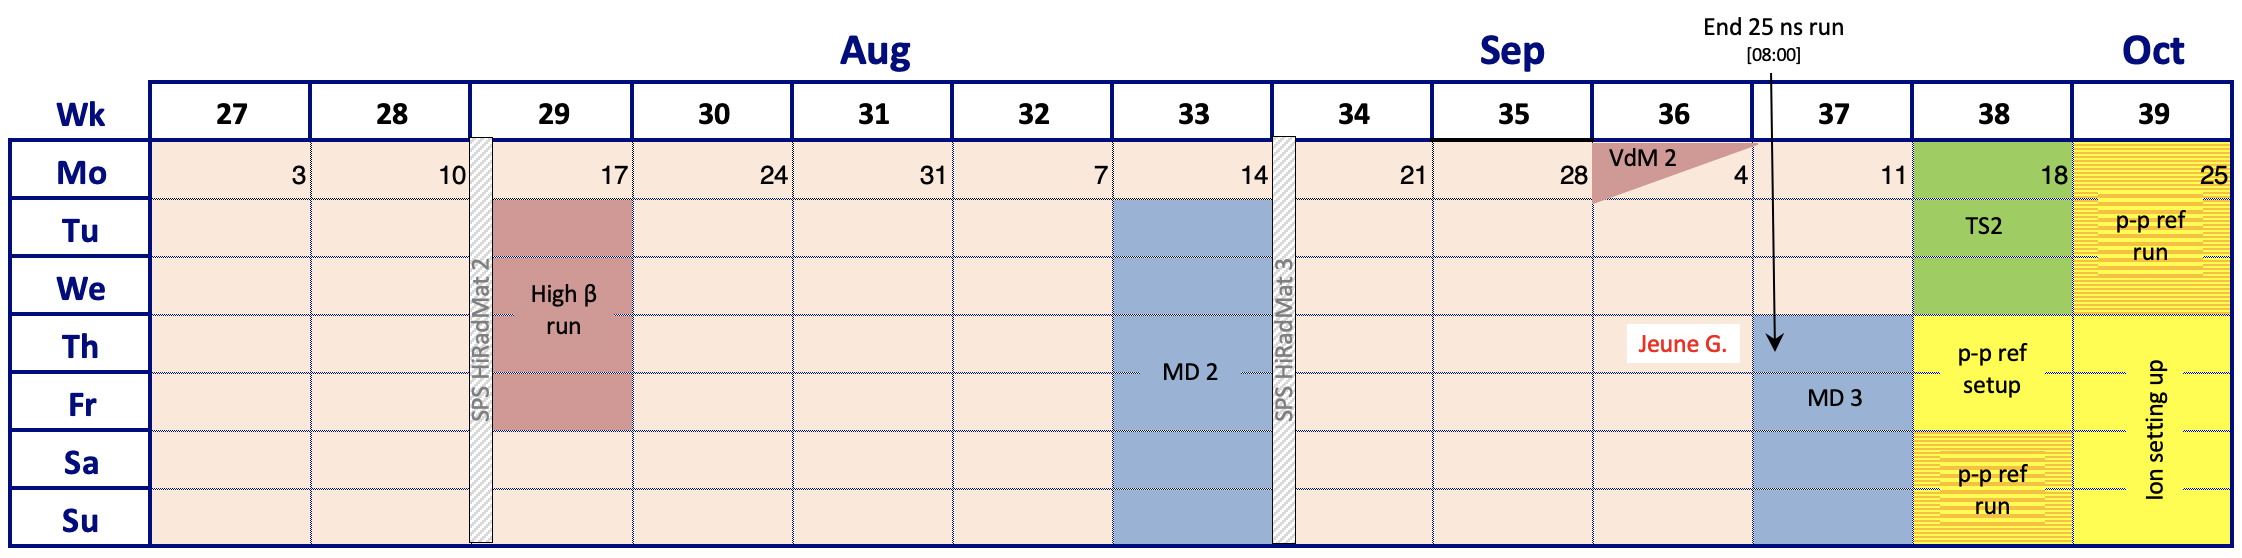 End 25 ns run
Aug Sep [08:00] Oct
Wk 27 28 29 30 31 32 33 34 35 36 37 38 39
Mo 3 10 17 24 31 7 14 21 28 VdM 2 4 11 18 25
Tu TS2 p-p ref
run
We High β
run
Th Jeune G. p-p ref
setup
SPS HiRadMat 2
SPS HiRadMat 3
MD 2
Fr MD 3
Ion setting up
Sa p-p ref
run
Su